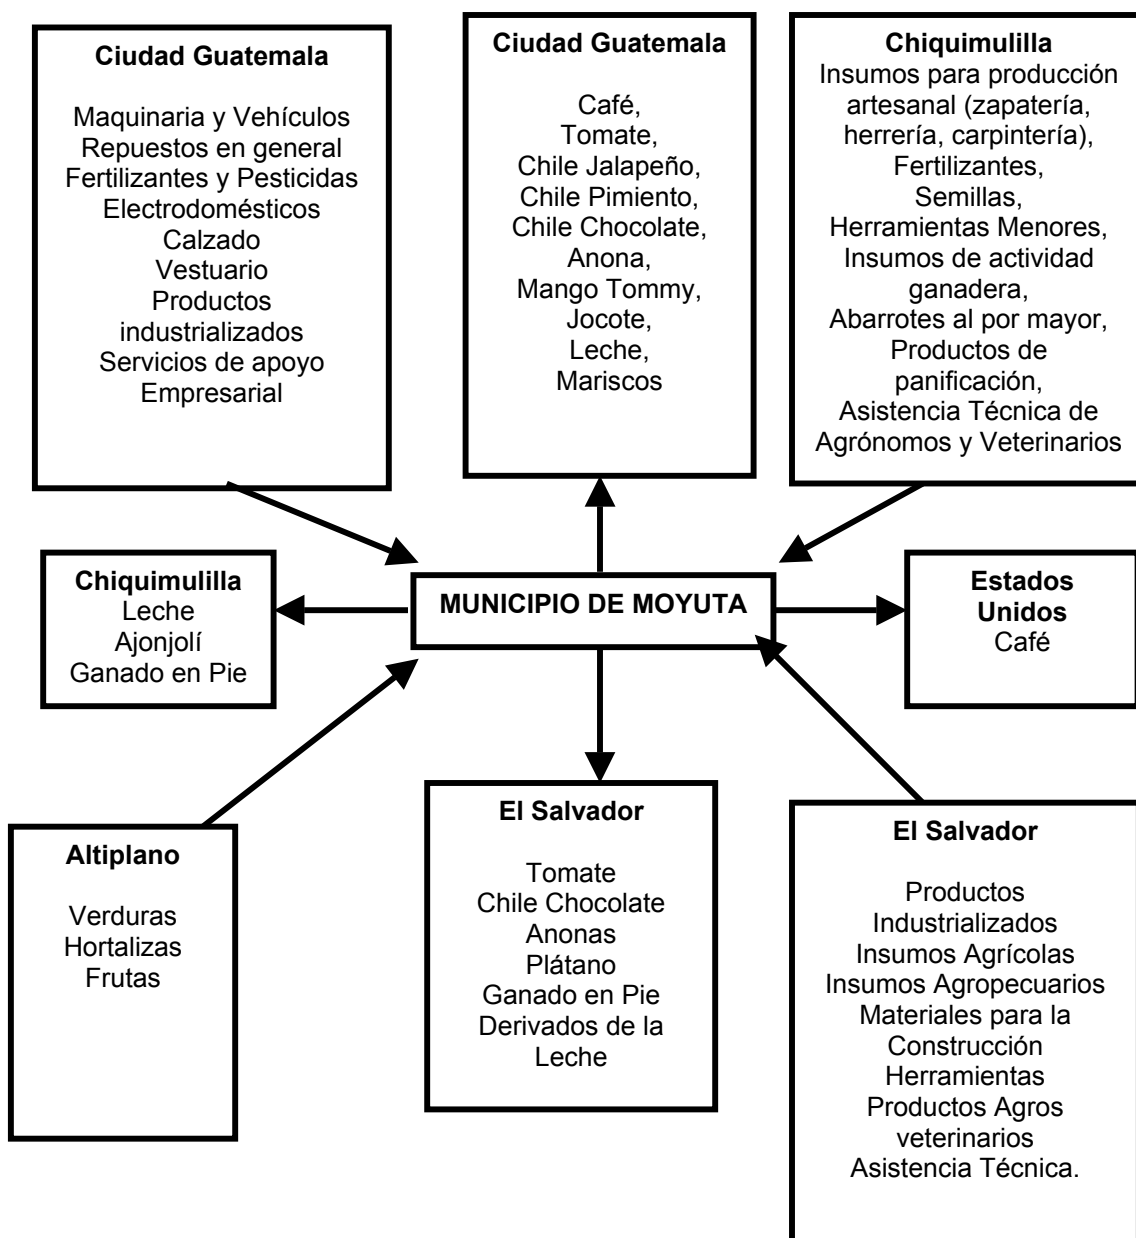 Ciudad Guatemala
Maquinaria y Vehículos
Repuestos en general
Fertilizantes y Pesticidas
Electrodomésticos
Calzado
Vestuario
Productos
industrializados
Servicios de apoyo
Empresarial
Ciudad Guatemala
Café,
Tomate,
Chile Jalapeño,
Chile Pimiento,
Chile Chocolate,
Anona,
Mango Tommy,
Jocote,
Leche,
Mariscos
Chiquimulilla
Insumos para producción
artesanal (zapatería,
herrería, carpintería),
Fertilizantes,
Semillas,
Herramientas Menores,
Insumos de actividad
ganadera,
Abarrotes al por mayor,
Productos de
panificación,
Asistencia Técnica de
Agrónomos y Veterinarios
Chiquimulilla
Leche
Ajonjolí
Ganado en Pie
MUNICIPIO DE MOYUTA
Estados
Unidos
Café
Altiplano
Verduras
Hortalizas
Frutas
El Salvador
Tomate
Chile Chocolate
Anonas
Plátano
Ganado en Pie
Derivados de la
Leche
El Salvador
Productos
Industrializados
Insumos Agrícolas
Insumos Agropecuarios
Materiales para la
Construcción
Herramientas
Productos Agros
veterinarios
Asistencia Técnica.